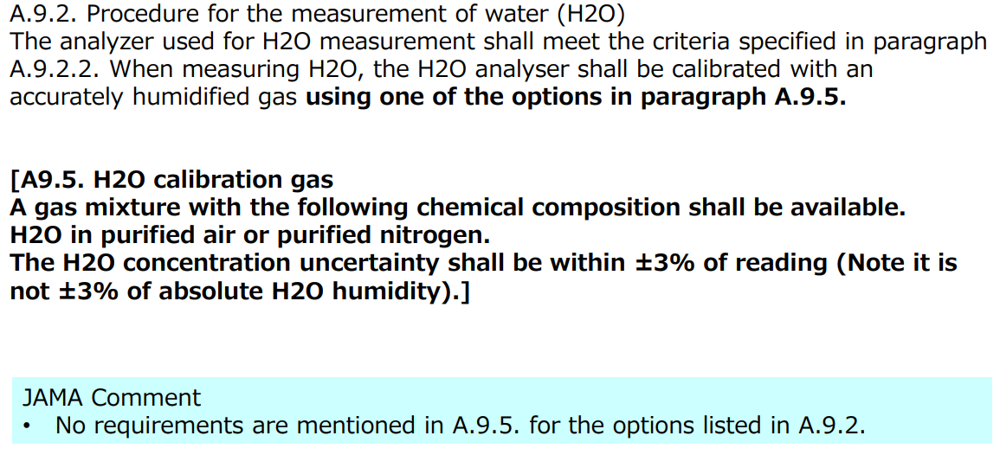 A.9.2. Procedure for the measurement of water (H2O)
The analyzer used for H2O measurement shall meet the criteria specified in paragraph
A.9.2.2. When measuring H2O, the H2O analyser shall be calibrated with an
accurately humidified gas using one of the options in paragraph A.9.5.
[A9.5. H2O calibration gas
A gas mixture with the following chemical composition shall be available.
H2O in purified air or purified nitrogen.
The H2O concentration uncertainty shall be within ±3% of reading (Note it is
not ±3% of absolute H2O humidity).]
JAMA Comment
• No requirements are mentioned in A.9.5. for the options listed in A.9.2.